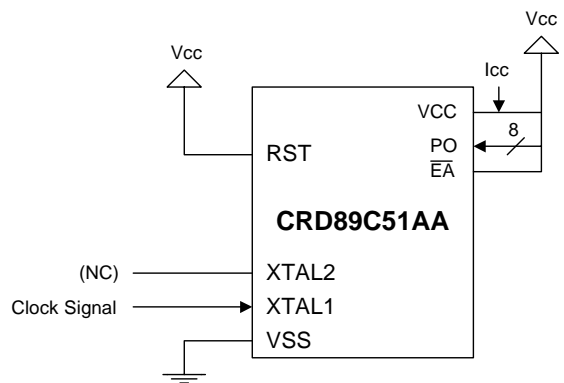 Vcc
Vcc
Icc
VCC
8
RST
PO
EA
CRD89C51AA
(NC)
XTAL2
Clock Signal
XTAL1
VSS